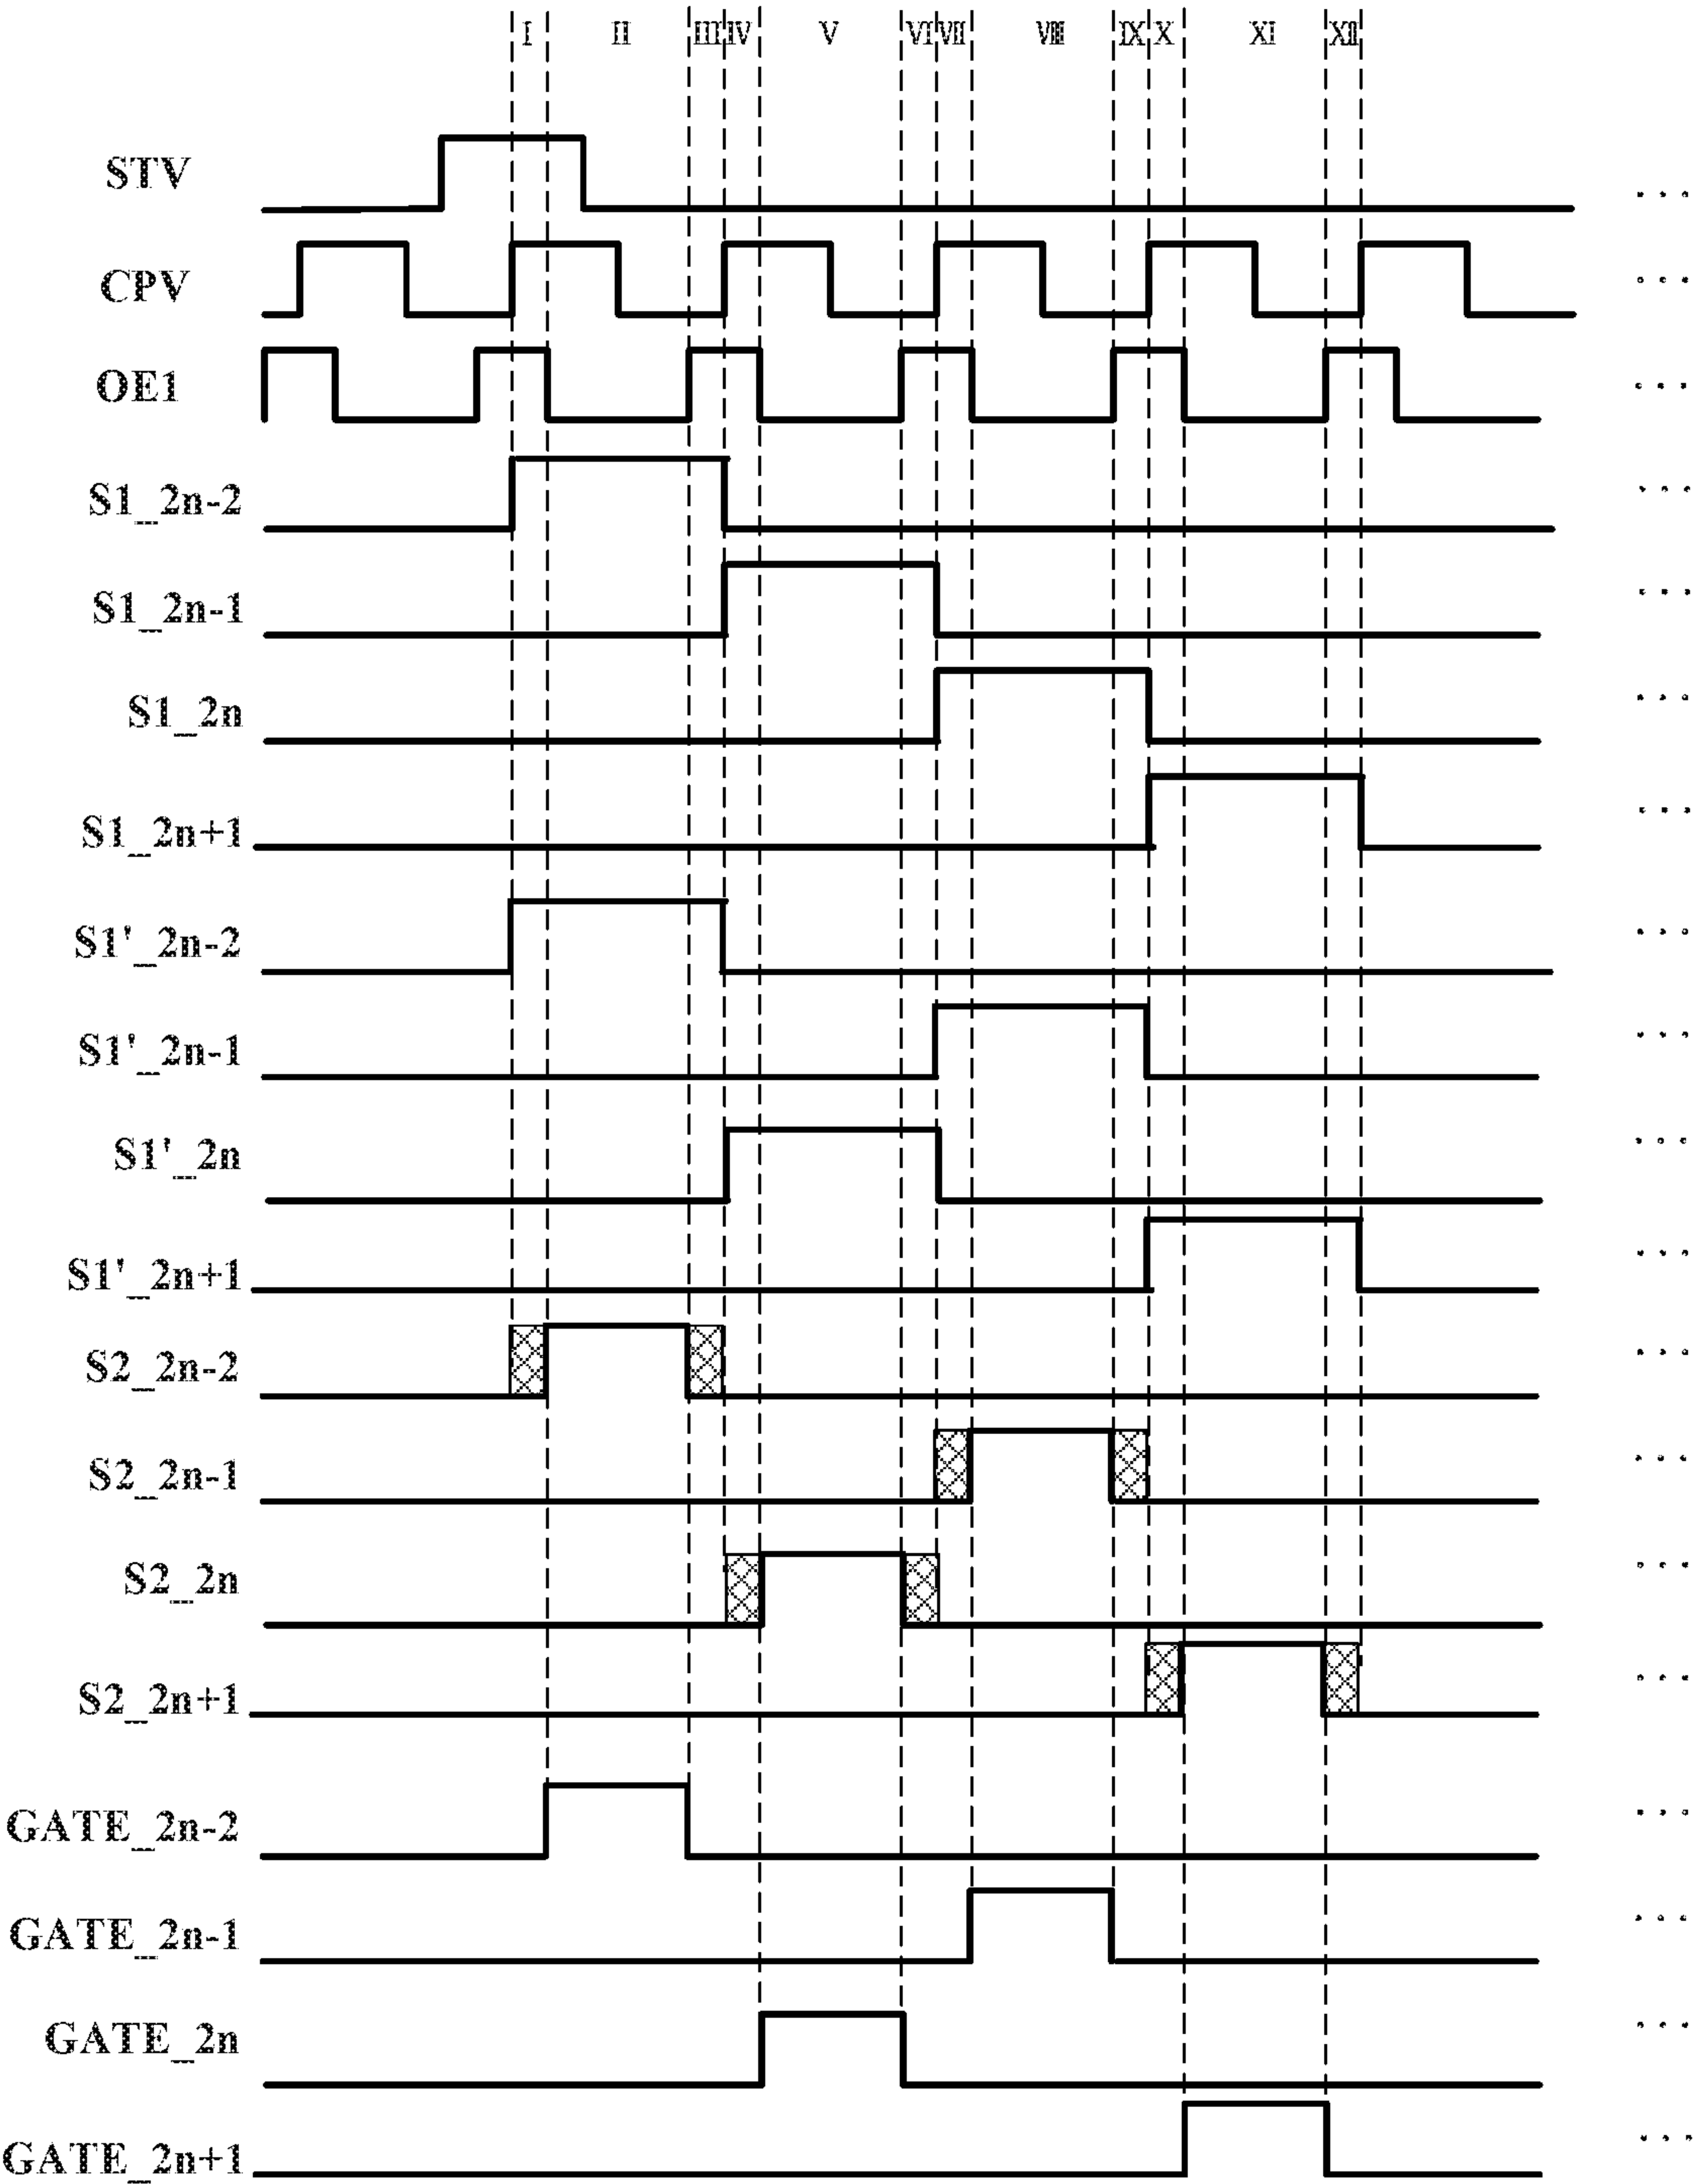 I II III IV V VI VII VIII IX X XI XII
STV ...
CPV ...
OE1 ...
S1_2n-2 ...
S1_2n-1 ...
S1_2n ...
S1_2n+1 ...
S1'_2n-2 ...
S1'_2n-1 ...
S1'_2n ...
S1'_2n+1 ...
S2_2n-2 ...
S2_2n-1 ...
S2_2n ...
S2_2n+1 ...
GATE_2n-2 ...
GATE_2n-1 ...
GATE_2n ...
GATE_2n+1 ...